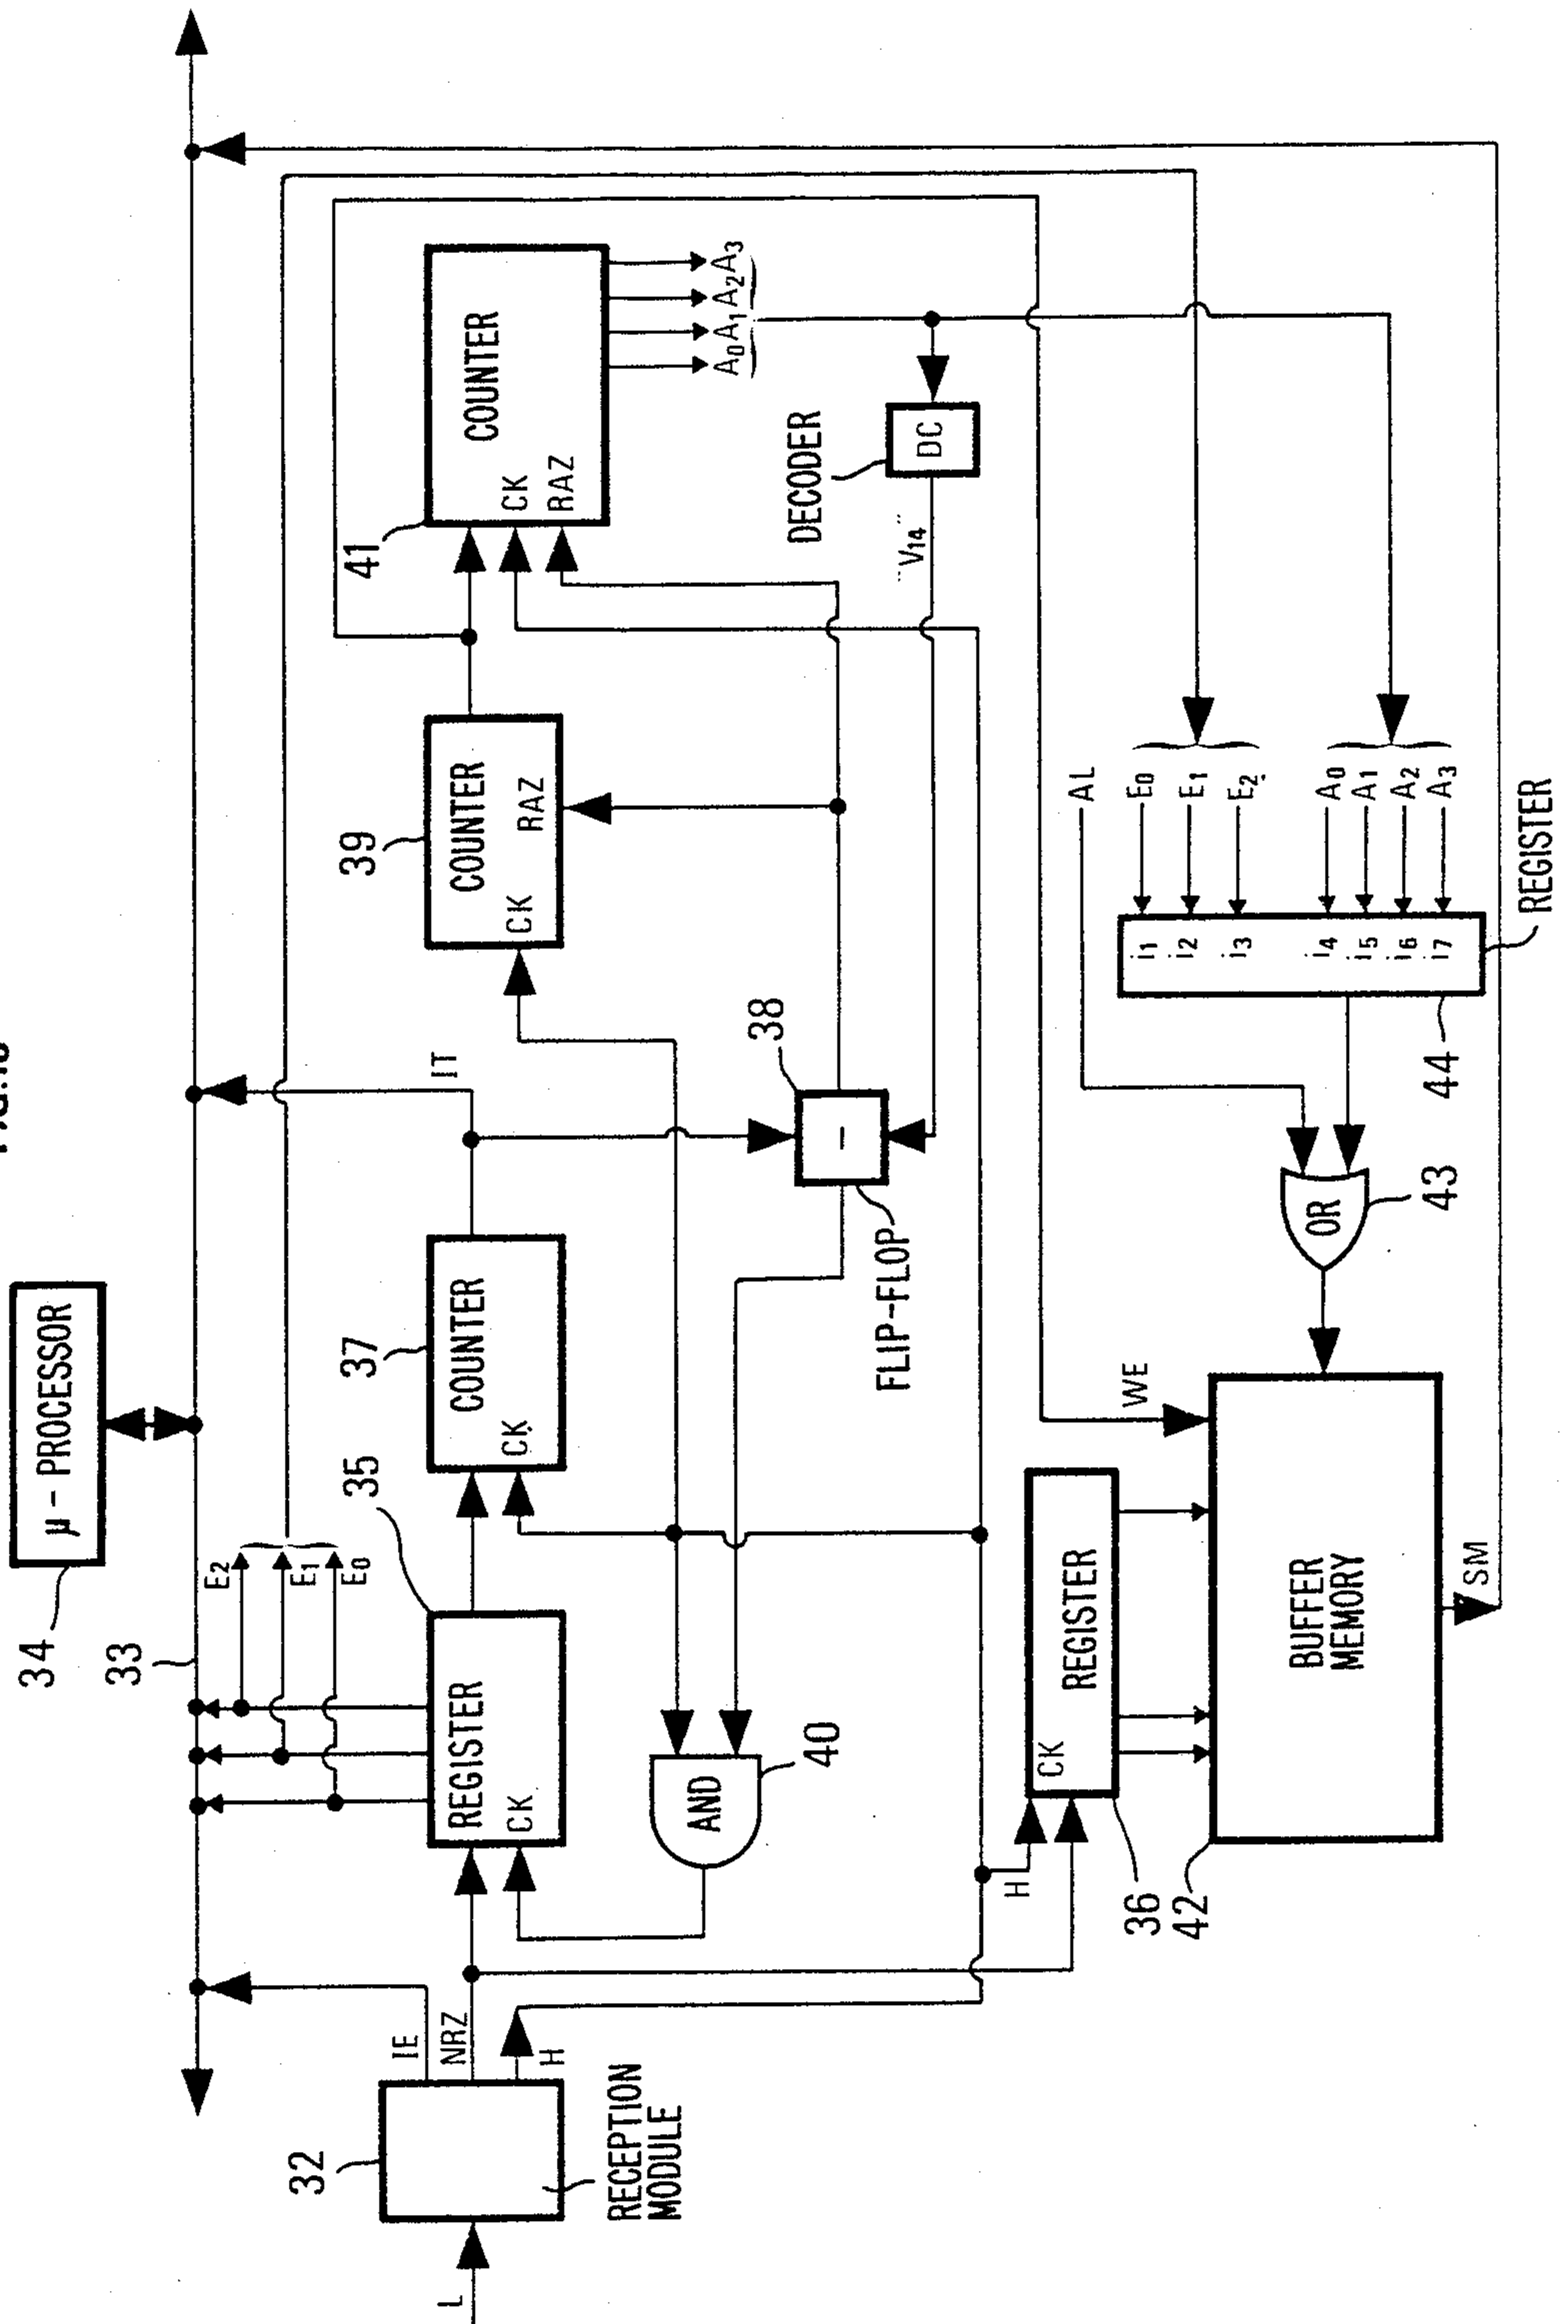 34
μ-PROCESSOR
33
E2
E1
E0
IT
L
32
RECEPTION
MODULE
IE
NRZ
H
35
REGISTER
CK
37
COUNTER
CK
39
COUNTER
CK
RAZ
41
COUNTER
CK
RAZ
A0 A1 A2 A3
40
AND
38
FLIP-FLOP
DECODER
DC
"V14"
H
36
REGISTER
CK
42
BUFFER
MEMORY
WE
SM
OR
43
44
REGISTER
i1
i2
i3
i4
i5
i6
i7
AL
E0
E1
E2
A0
A1
A2
A3